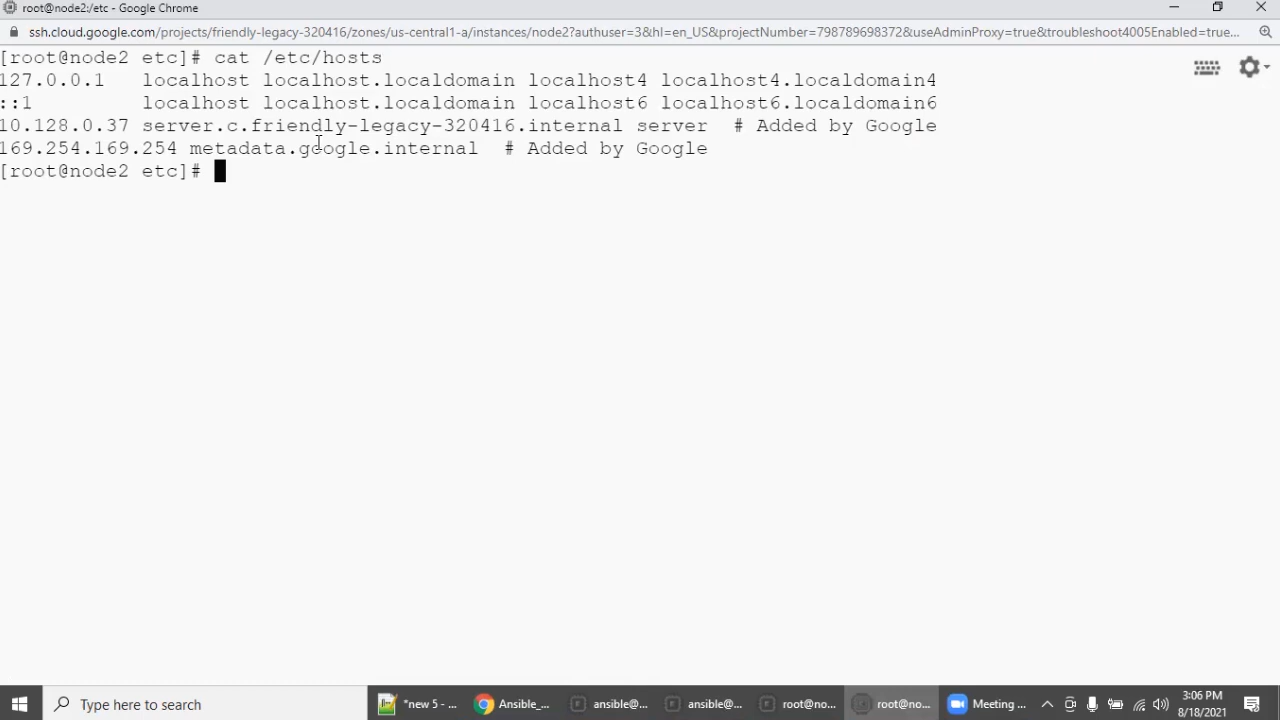 root@node2:/etc - Google Chrome
ssh.cloud.google.com/projects/friendly-legacy-320416/zones/us-central1-a/instances/node2?authuser=3&hl=en_US&projectNumber=798789698372&useAdminProxy=true&troubleshoot4005Enabled=true...
[root@node2 etc]# cat /etc/hosts
127.0.0.1   localhost localhost.localdomain localhost4 localhost4.localdomain4
::1         localhost localhost.localdomain localhost6 localhost6.localdomain6
10.128.0.37 server.c.friendly-legacy-320416.internal server  # Added by Google
169.254.169.254 metadata.google.internal  # Added by Google
[root@node2 etc]#
Type here to search
*new 5 - ...
Ansible_...
ansible@...
ansible@...
root@no...
root@no...
Meeting ...
3:06 PM
8/18/2021